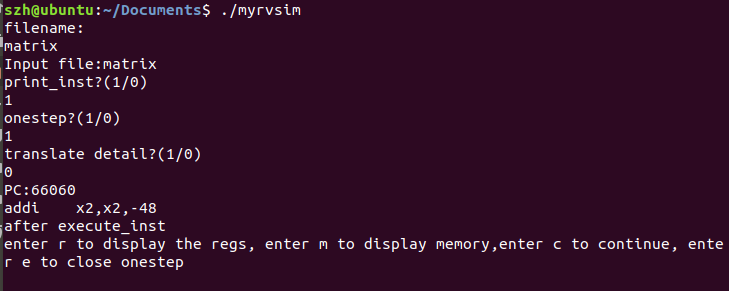 szh@ubuntu:~/Documents$ ./myrvsim
filename:
matrix
Input file:matrix
print_inst?(1/0)
1
onestep?(1/0)
1
translate detail?(1/0)
0
PC:66060
addi    x2,x2,-48
after execute_inst
enter r to display the regs, enter m to display memory,enter c to continue, ente
r e to close onestep